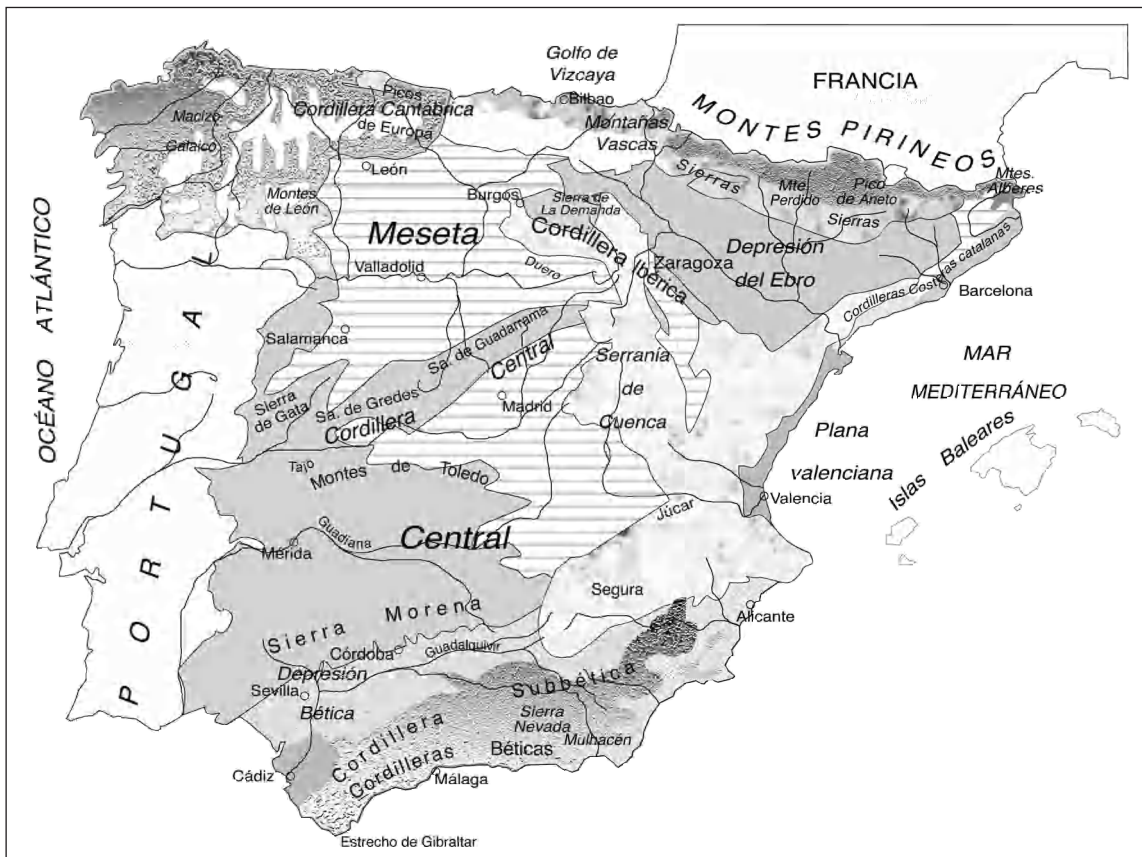 Golfo de
Vizcaya
Bilbao
FRANCIA
MONTES PIRINEOS
Picos
de Europa
Cordillera Cantábrica
Macizo
Galaico
Montañas
Vascas
León
Montes
de León
Burgos
Sierra de
La Demanda
Sierras
Mte.
Perdido
Pico
de Aneto
Sierras
Mtes.
Alberes
OCÉANO ATLÁNTICO
Meseta
Cordillera Ibérica
Valladolid
Duero
Zaragoza
Depresión
del Ebro
Cordilleras Costeras catalanas
Barcelona
Salamanca
Sa. de Guadarrama
Central
Serranía
de
Cuenca
MAR
MEDITERRÁNEO
Sierra
de Gata
Sa. de Gredes
Cordillera
Madrid
Islas Baleares
PORTUGAL
Tajo
Montes de Toledo
Plana
valenciana
Valencia
Júcar
Guadiana
Mérida
Central
Segura
Alicante
Sierra Morena
Córdoba
Guadalquivir
Depresión
Bética
Sevilla
Subbética
Sierra
Nevada
Mulhacén
Cordillera
Cordilleras Béticas
Cádiz
Málaga
Estrecho de Gibraltar